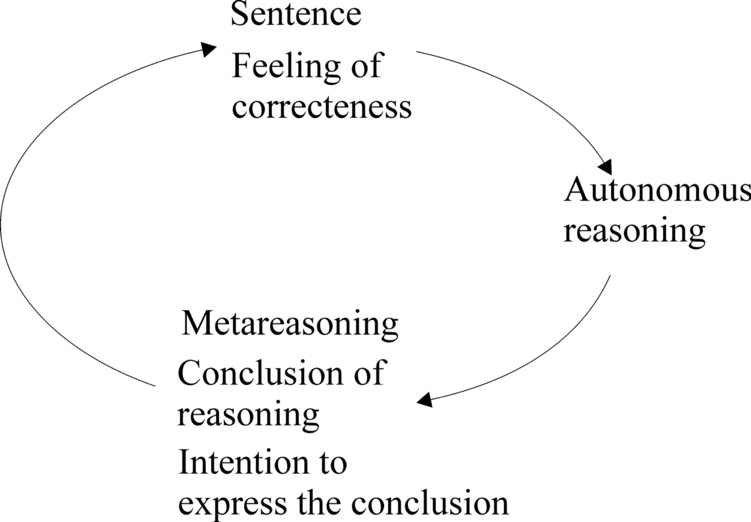 Sentence
Feeling of
correcteness
Autonomous
reasoning
Metareasoning
Conclusion of
reasoning
Intention to
express the conclusion